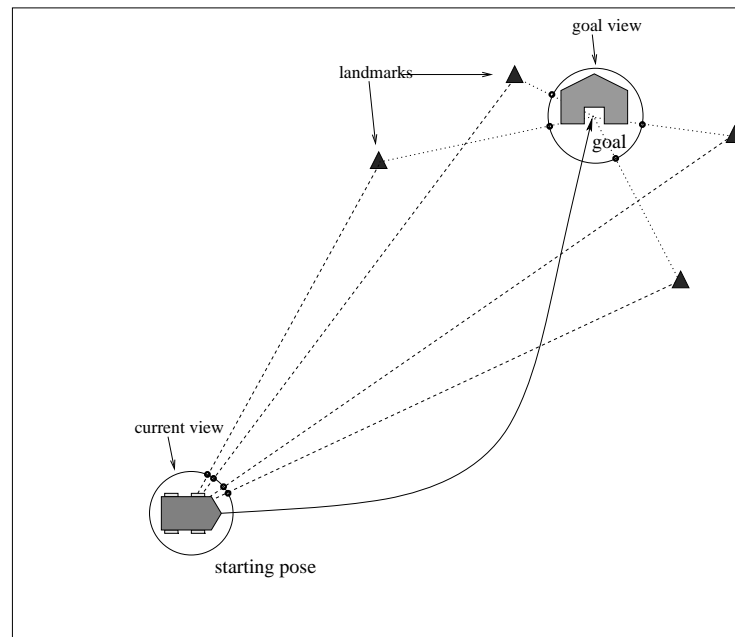 goal view
landmarks
goal
current view
starting pose